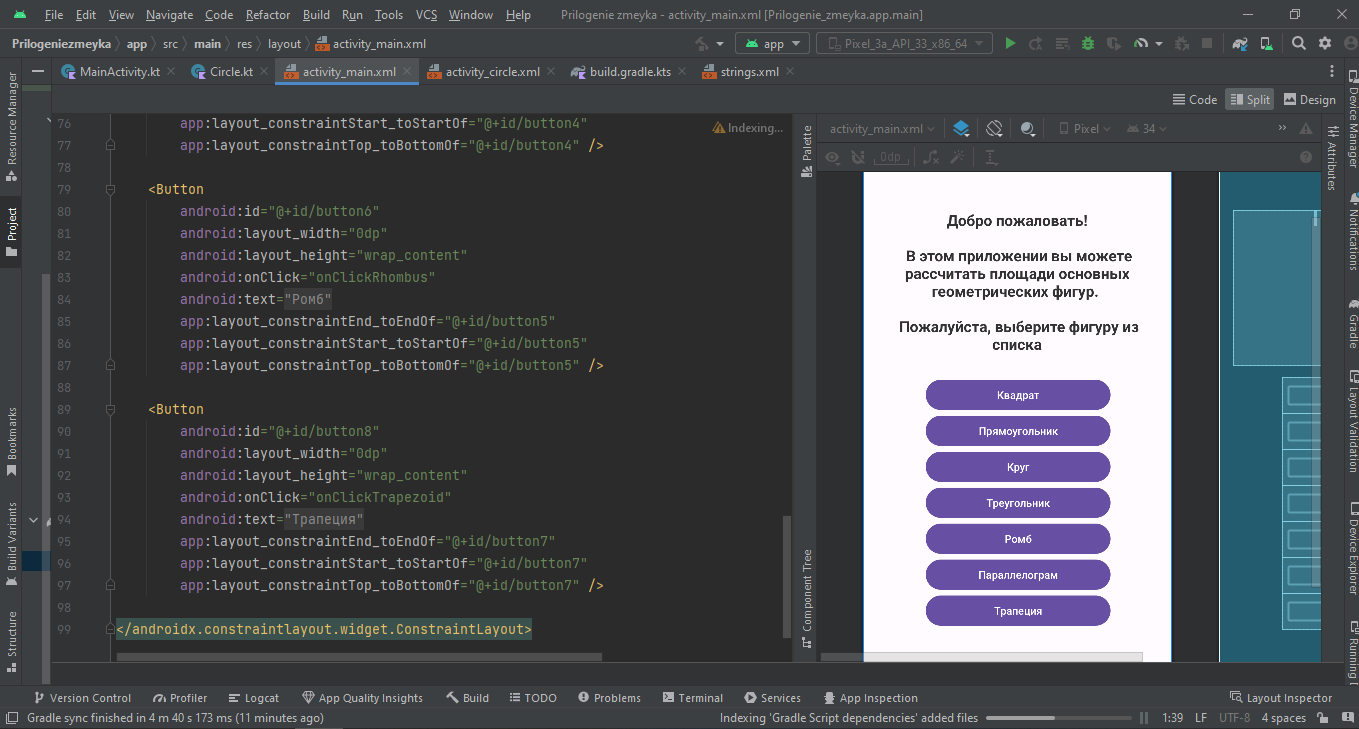 File Edit View Navigate Code Refactor Build Run Tools VCS Window Help Prilogenie zmeyka - activity_main.xml [Prilogenie_zmeyka.app.main]
Prilogeniezmeyka app src main res layout activity_main.xml app Pixel_3a_API_33_x86_64
MainActivity.kt Circle.kt activity_main.xml activity_circle.xml build.gradle.kts strings.xml
Code Split Design
Resource Manager
Project
Bookmarks
Build Variants
Structure
76 app:layout_constraintStart_toStartOf="@+id/button4"
77 app:layout_constraintTop_toBottomOf="@+id/button4" />
78
79 <Button
80 android:id="@+id/button6"
81 android:layout_width="0dp"
82 android:layout_height="wrap_content"
83 android:onClick="onClickRhombus"
84 android:text="Ромб"
85 app:layout_constraintEnd_toEndOf="@+id/button5"
86 app:layout_constraintStart_toStartOf="@+id/button5"
87 app:layout_constraintTop_toBottomOf="@+id/button5" />
88
89 <Button
90 android:id="@+id/button8"
91 android:layout_width="0dp"
92 android:layout_height="wrap_content"
93 android:onClick="onClickTrapezoid"
94 android:text="Трапеция"
95 app:layout_constraintEnd_toEndOf="@+id/button7"
96 app:layout_constraintStart_toStartOf="@+id/button7"
97 app:layout_constraintTop_toBottomOf="@+id/button7" />
98
99 </androidx.constraintlayout.widget.ConstraintLayout>
Indexing...
Palette
Component Tree
activity_main.xml Pixel 34
0dp
Добро пожаловать!
В этом приложении вы можете
рассчитать площади основных
геометрических фигур.
Пожалуйста, выберите фигуру из
списка
Квадрат
Прямоугольник
Круг
Треугольник
Ромб
Параллелограм
Трапеция
Attributes
Device Manager
Notifications
Gradle
Layout Validation
Device Explorer
Running
Version Control Profiler Logcat App Quality Insights Build TODO Problems Terminal Services App Inspection Layout Inspector
Gradle sync finished in 4 m 40 s 173 ms (11 minutes ago) Indexing 'Gradle Script dependencies' added files 1:39 LF UTF-8 4 spaces